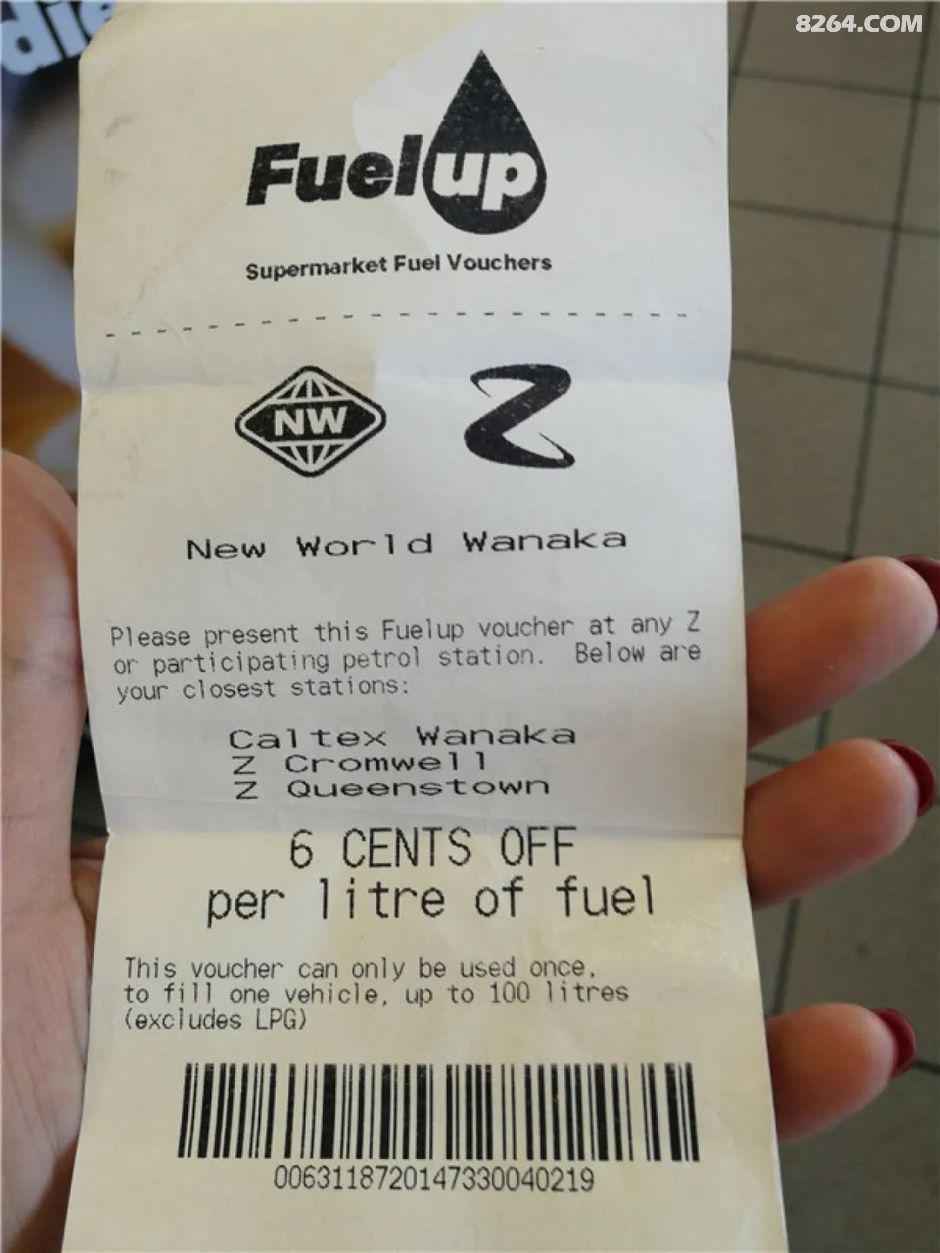 8264.COM
die
Fuelup
Supermarket Fuel Vouchers
NW Z
New World Wanaka
Please present this Fuelup voucher at any Z
or participating petrol station. Below are
your closest stations:
Caltex Wanaka
Z Cromwell
Z Queenstown
6 CENTS OFF
per litre of fuel
This voucher can only be used once,
to fill one vehicle, up to 100 litres
(excludes LPG)
0063118720147330040219